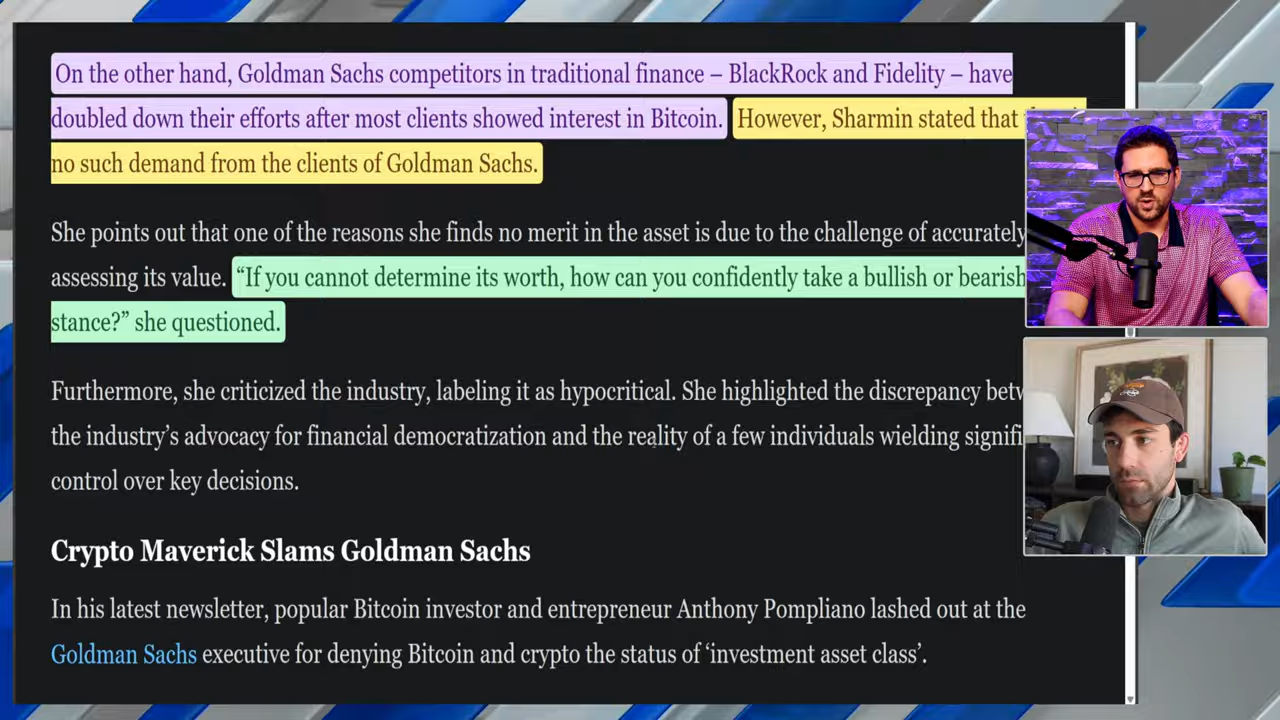 On the other hand, Goldman Sachs competitors in traditional finance – BlackRock and Fidelity – have
doubled down their efforts after most clients showed interest in Bitcoin. However, Sharmin stated that
no such demand from the clients of Goldman Sachs.
She points out that one of the reasons she finds no merit in the asset is due to the challenge of accurately
assessing its value. “If you cannot determine its worth, how can you confidently take a bullish or bearish
stance?” she questioned.
Furthermore, she criticized the industry, labeling it as hypocritical. She highlighted the discrepancy
the industry’s advocacy for financial democratization and the reality of a few individuals wielding
control over key decisions.
Crypto Maverick Slams Goldman Sachs
In his latest newsletter, popular Bitcoin investor and entrepreneur Anthony Pompliano lashed out at the
Goldman Sachs executive for denying Bitcoin and crypto the status of ‘investment asset class’.